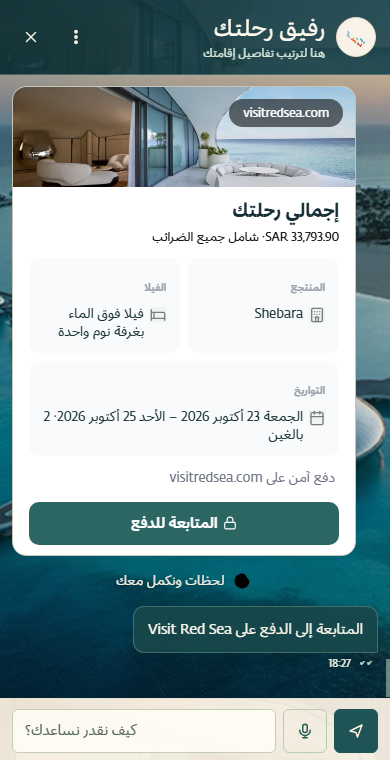 رفيق رحلتك
هنا لترتيب تفاصيل إقامتك
visitredsea.com
إجمالي رحلتك
SAR 33,793.90· شامل جميع الضرائب
المنتجع
Shebara
الفيلا
فيلا فوق الماء
بغرفة نوم واحدة
التواريخ
الجمعة 23 أكتوبر 2026 – الأحد 25 أكتوبر 2026· 2
بالغين
دفع آمن على visitredsea.com
المتابعة للدفع
لحظات ونكمل معك
المتابعة إلى الدفع على Visit Red Sea
18:27
كيف نقدر نساعدك؟